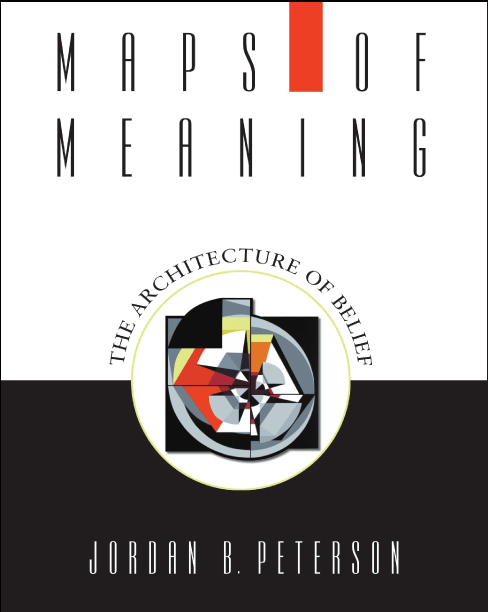 MAPS OF
MEANING
THE ARCHITECTURE OF BELIEF
JORDAN B. PETERSON